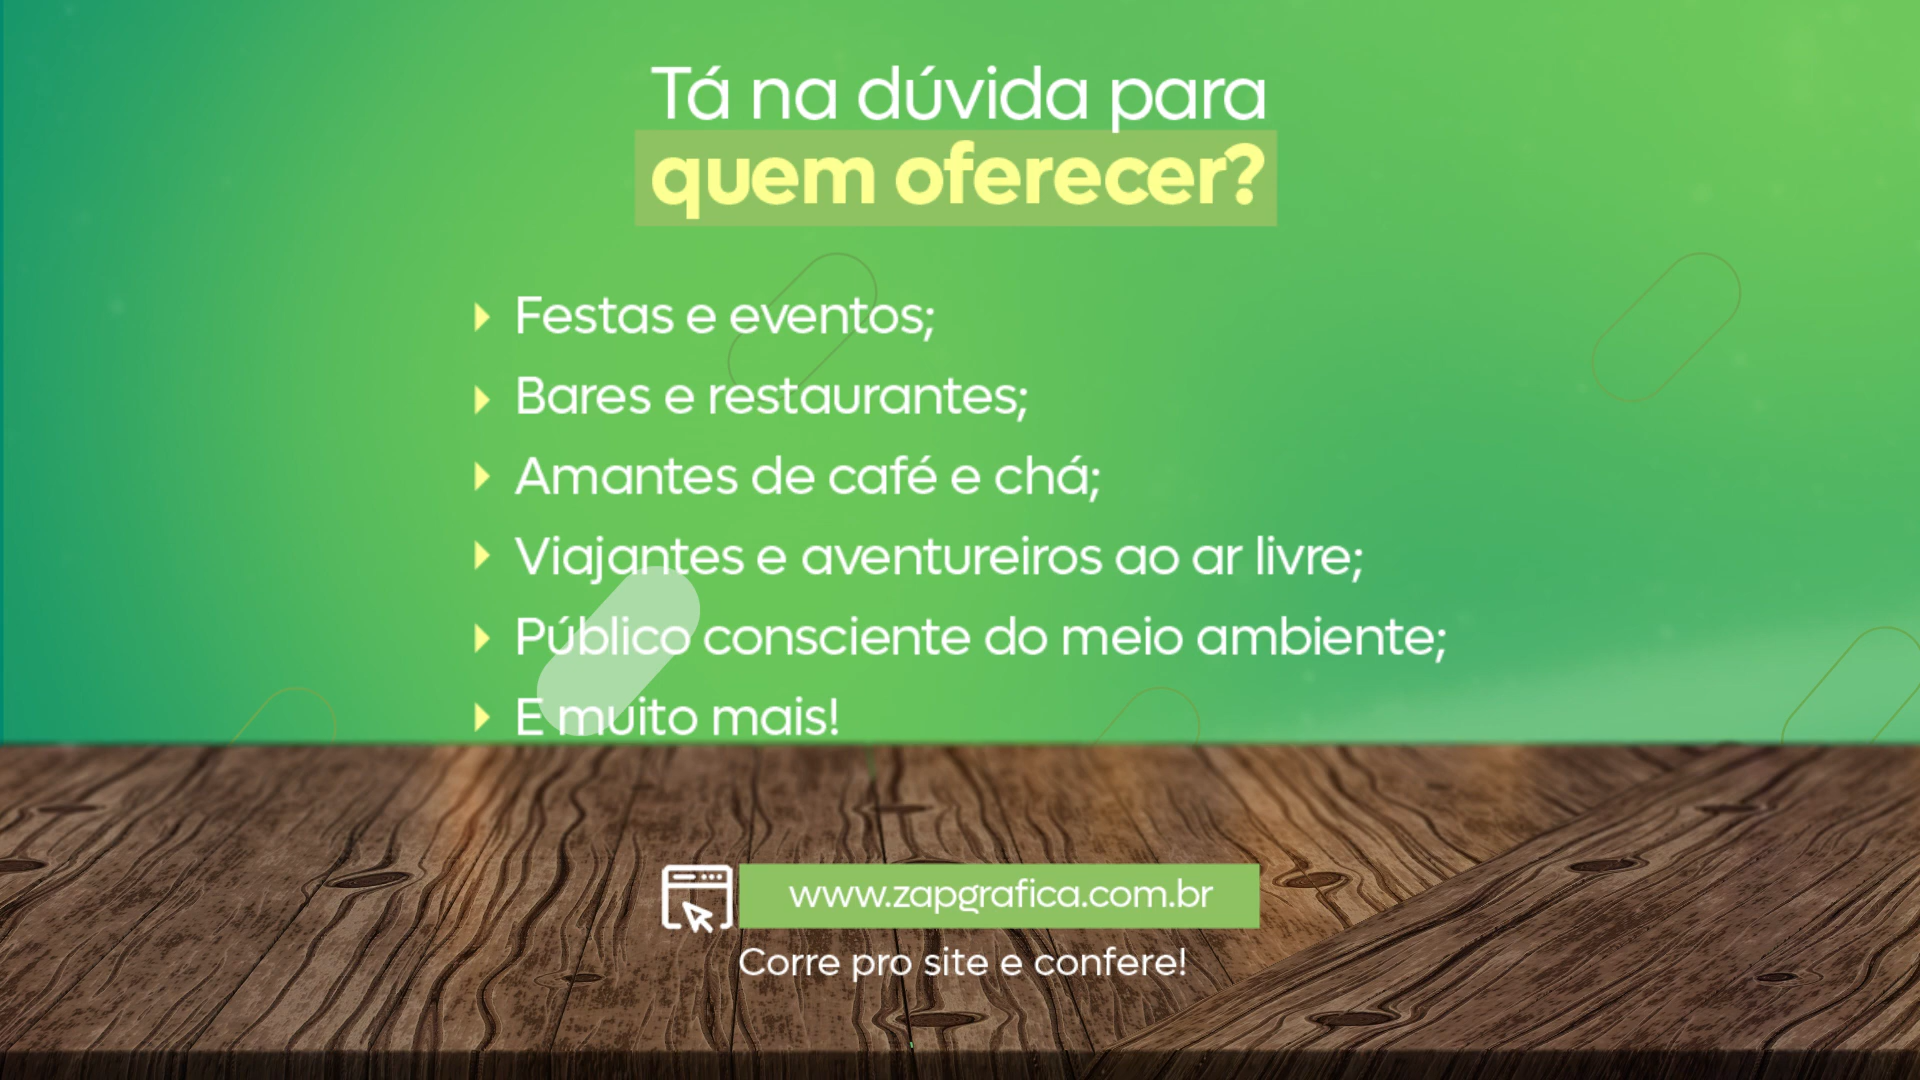 Tá na dúvida para
quem oferecer?
Festas e eventos;
Bares e restaurantes;
Amantes de café e chá;
Viajantes e aventureiros ao ar livre;
Público consciente do meio ambiente;
E muito mais!
www.zapgrafica.com.br
Corre pro site e confere!